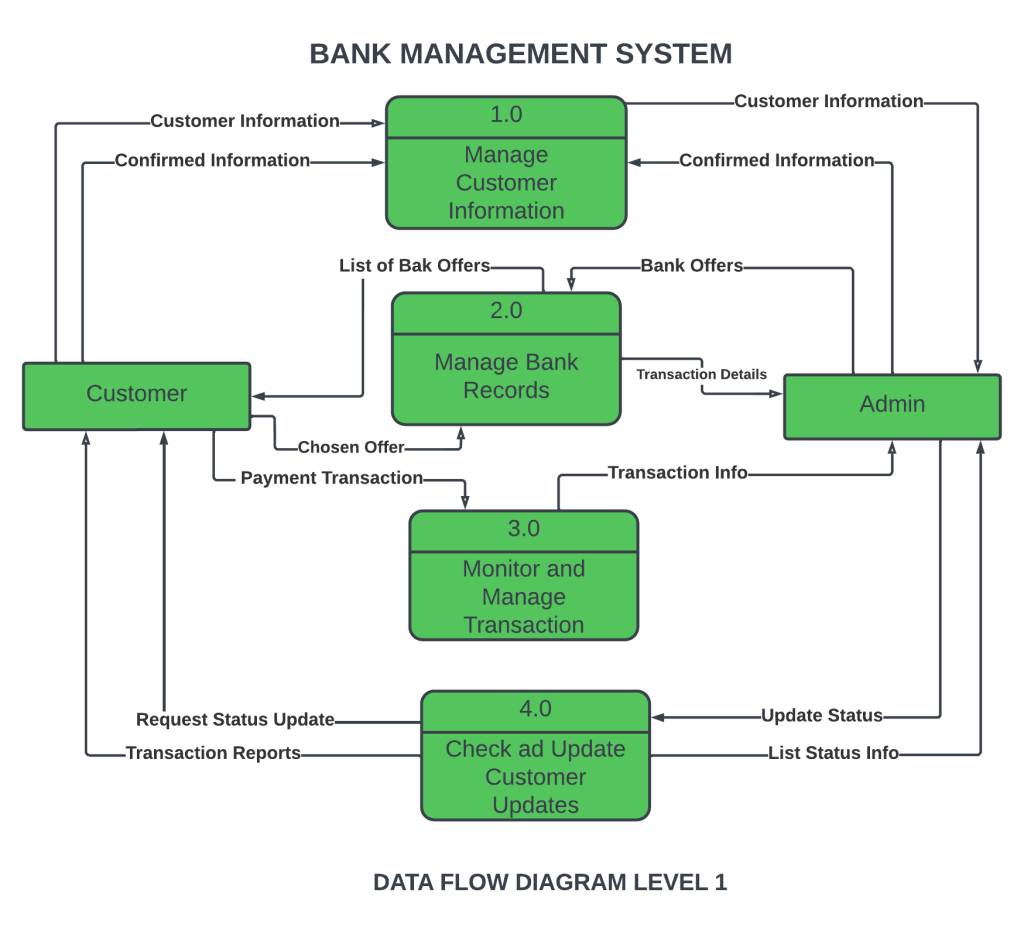 BANK MANAGEMENT SYSTEM
Customer Information
1.0
Customer Information
Confirmed Information
Manage
Customer
Information
Confirmed Information
List of Bak Offers
Bank Offers
2.0
Manage Bank
Records
Transaction Details
Customer
Admin
Chosen Offer
Payment Transaction
Transaction Info
3.0
Monitor and
Manage
Transaction
4.0
Request Status Update
Update Status
Transaction Reports
Check ad Update
Customer
Updates
List Status Info
DATA FLOW DIAGRAM LEVEL 1